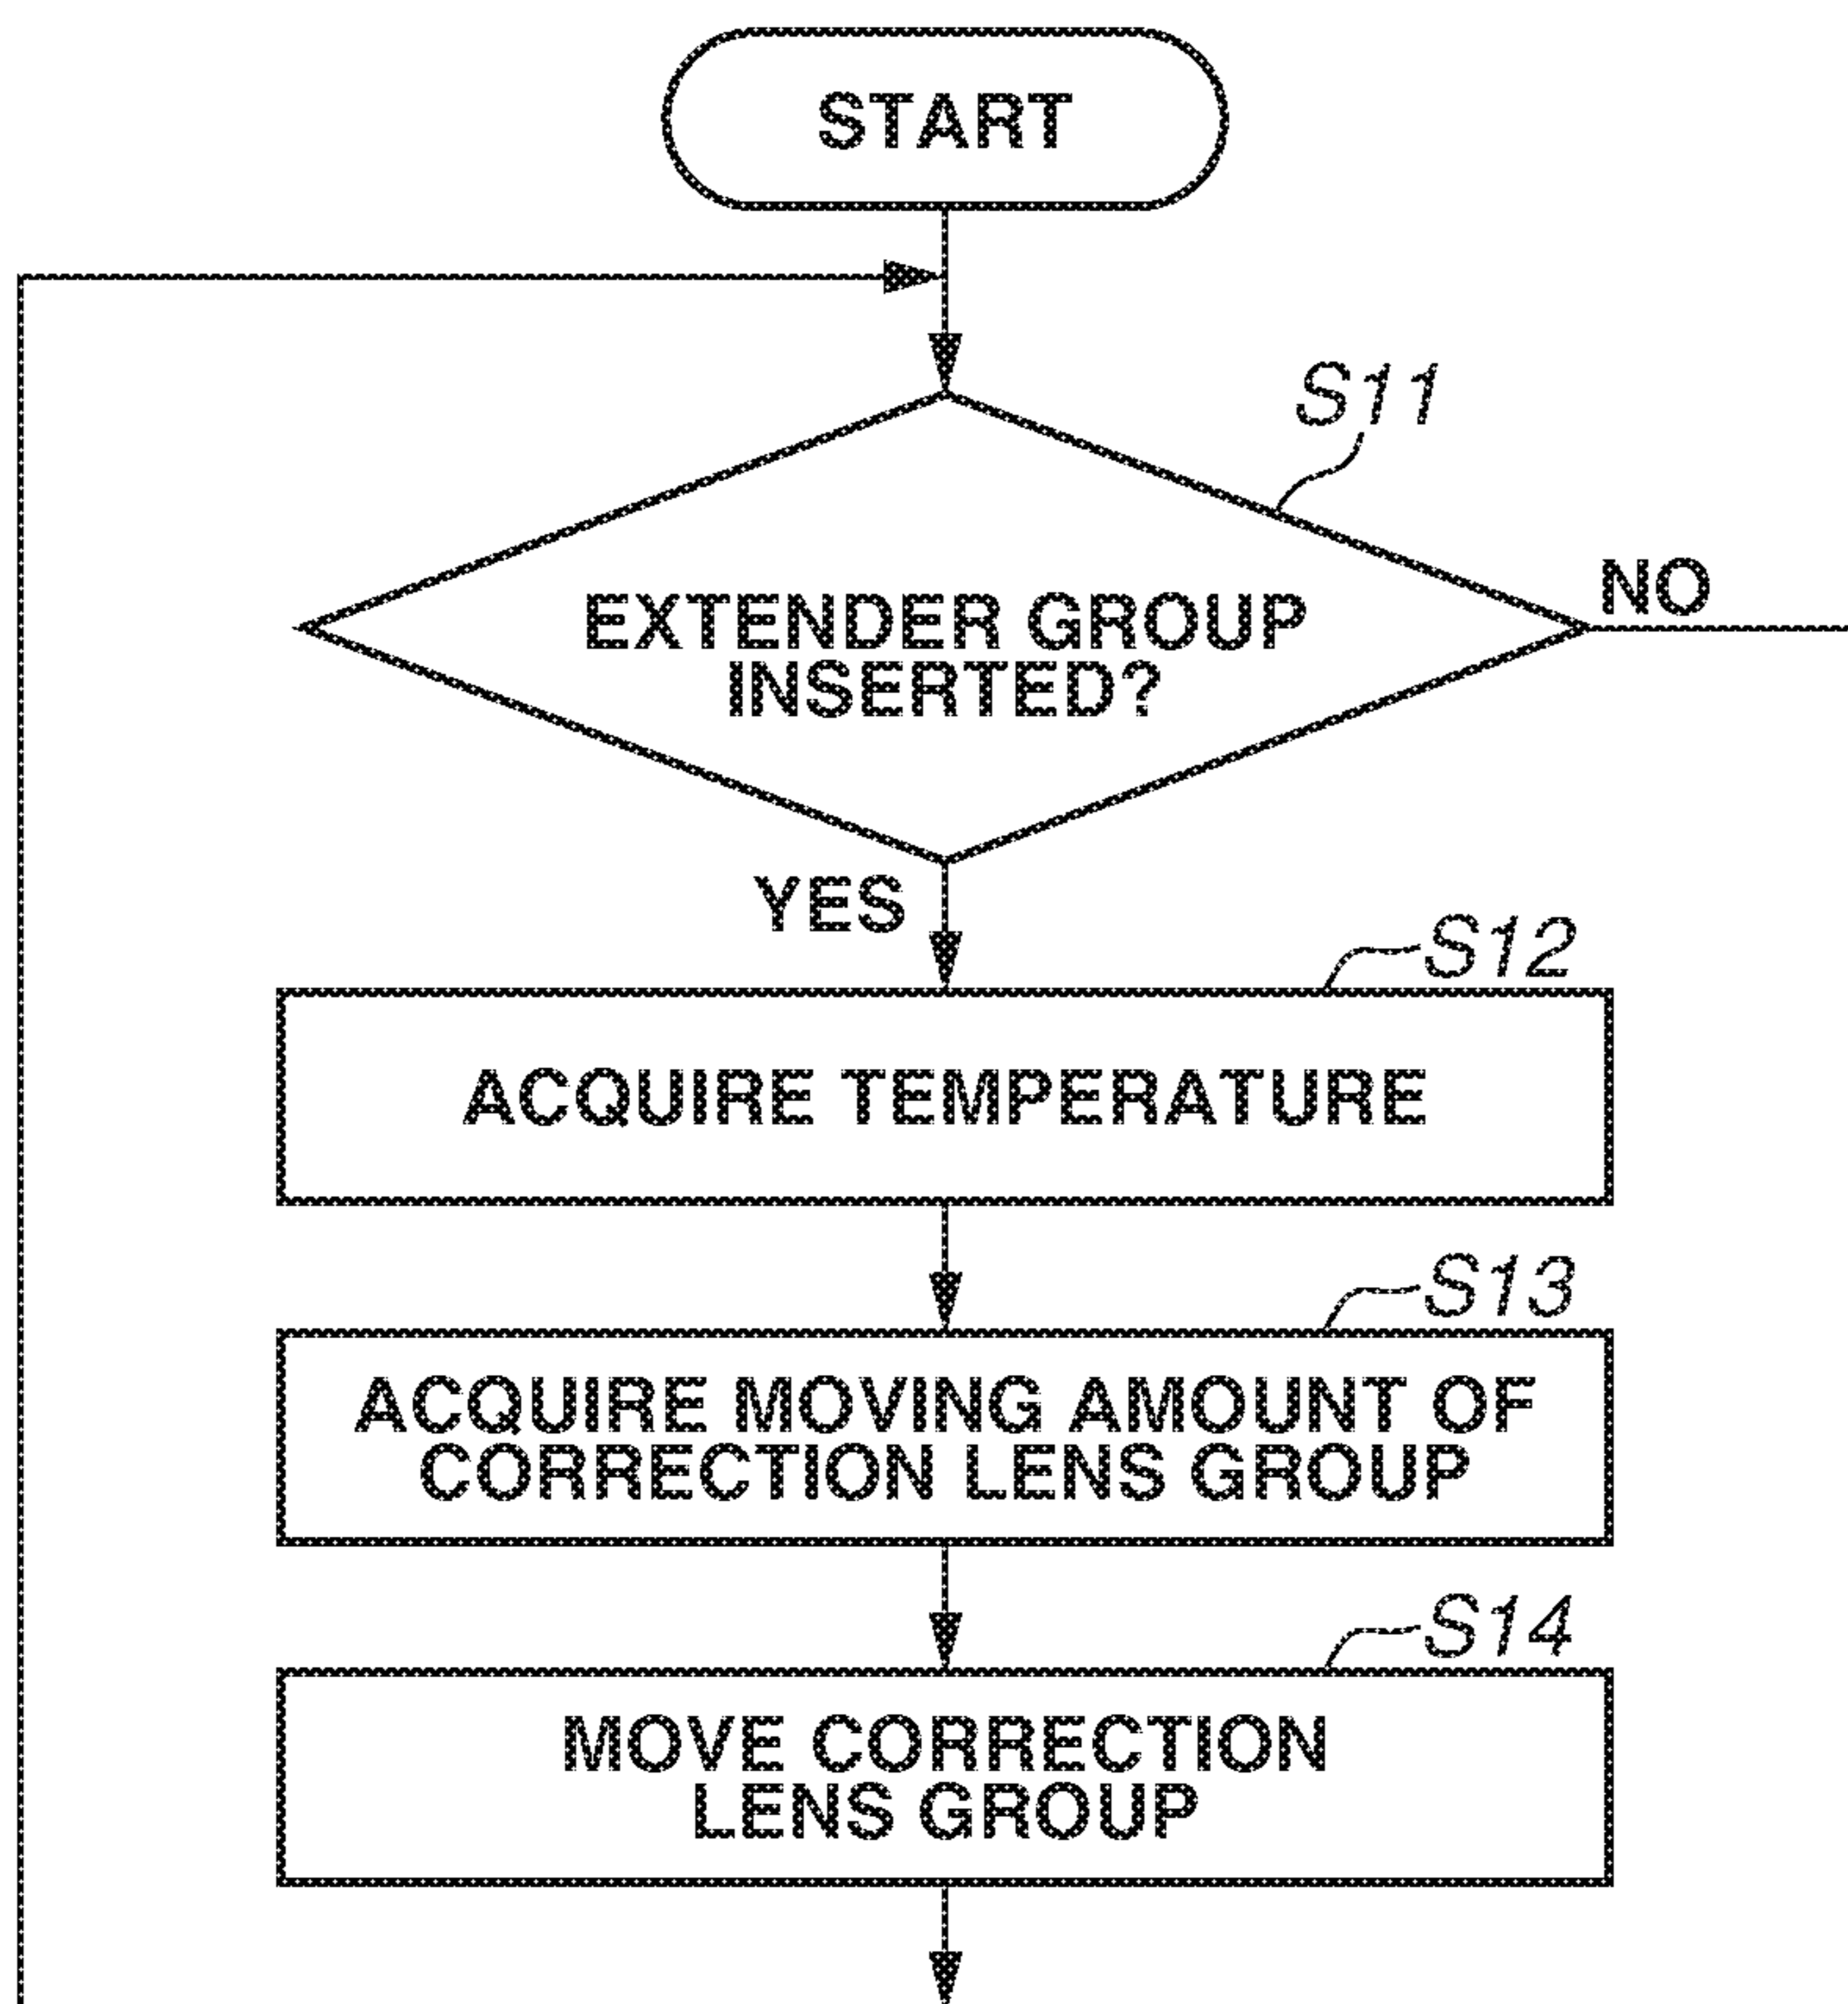 START
S11
EXTENDER GROUP
INSERTED?
NO
YES
S12
ACQUIRE TEMPERATURE
S13
ACQUIRE MOVING AMOUNT OF
CORRECTION LENS GROUP
S14
MOVE CORRECTION
LENS GROUP